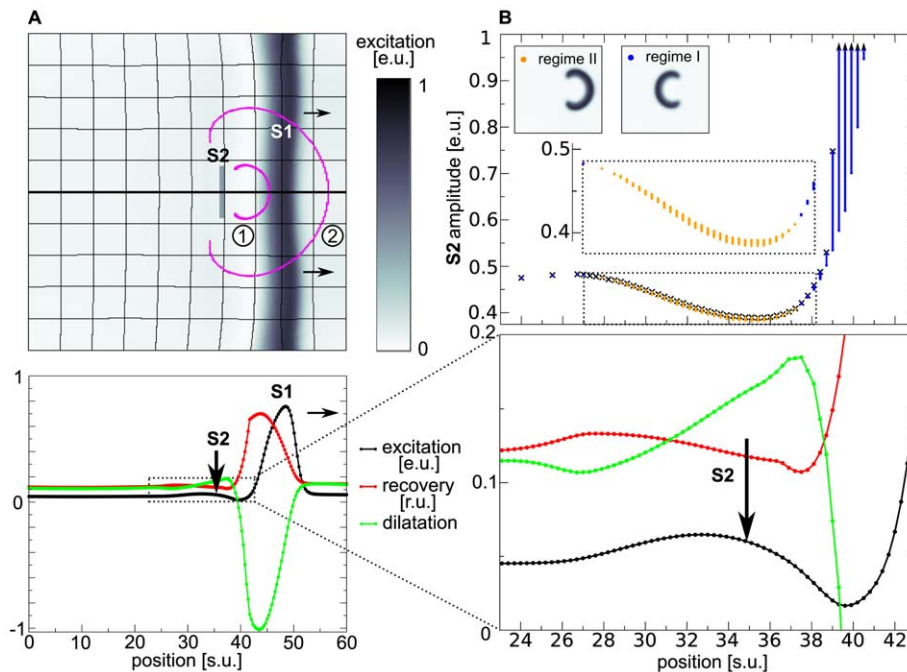 A
excitation
[e.u.]
1
0
S1
S2
① ②
B
S2 amplitude [e.u.]
1
0.9
0.8
0.7
0.6
0.5
0.4
regime II
regime I
0.5
0.4
1
0
-1
S1
S2
0 10 20 30 40 50 60
position [s.u.]
excitation
[e.u.]
recovery
[r.u.]
dilatation
0.2
0.1
0
S2
24 26 28 30 32 34 36 38 40 42
position [s.u.]